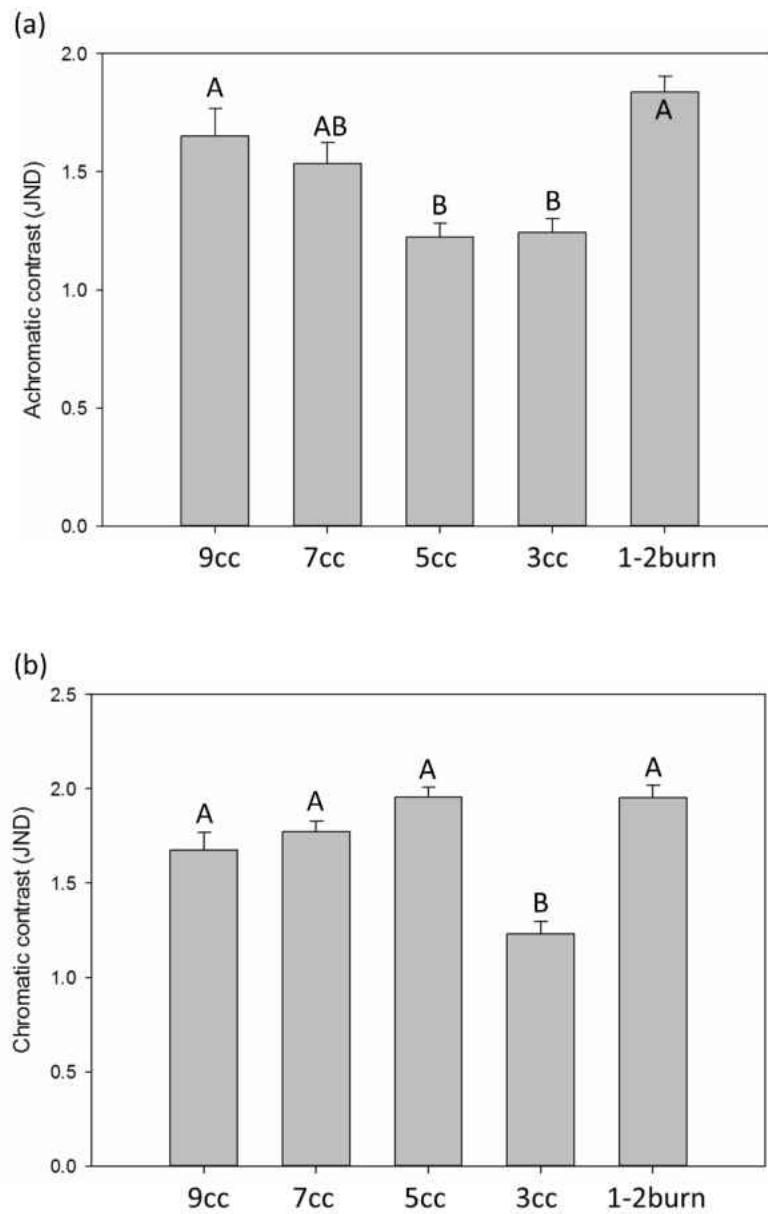 (a)
2.0
1.5
1.0
0.5
0.0
Achromatic contrast (JND)
A
AB
B
B
A
9cc 7cc 5cc 3cc 1-2burn
(b)
2.5
2.0
1.5
1.0
0.5
0.0
Chromatic contrast (JND)
A
A
A
B
A
9cc 7cc 5cc 3cc 1-2burn